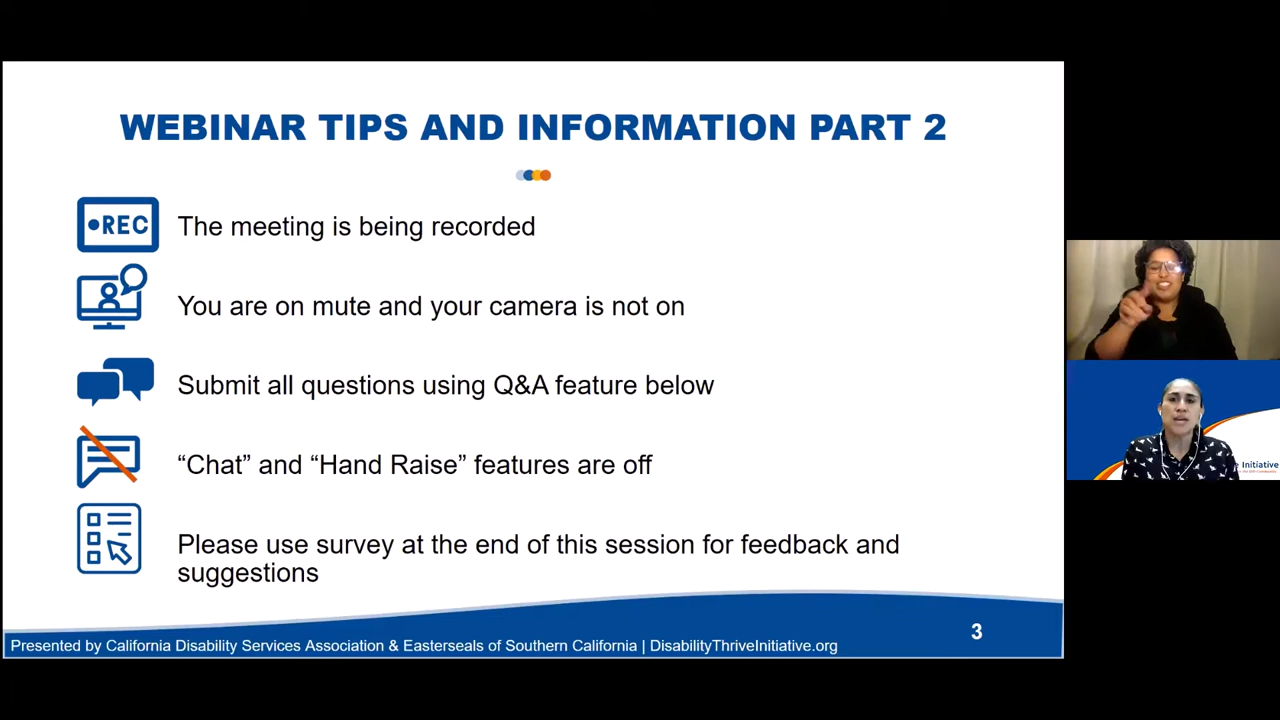 WEBINAR TIPS AND INFORMATION PART 2
REC
The meeting is being recorded
You are on mute and your camera is not on
Submit all questions using Q&A feature below
“Chat” and “Hand Raise” features are off
Please use survey at the end of this session for feedback and
suggestions
Presented by California Disability Services Association & Easterseals of Southern California | DisabilityThriveInitiative.org
3
Initiative